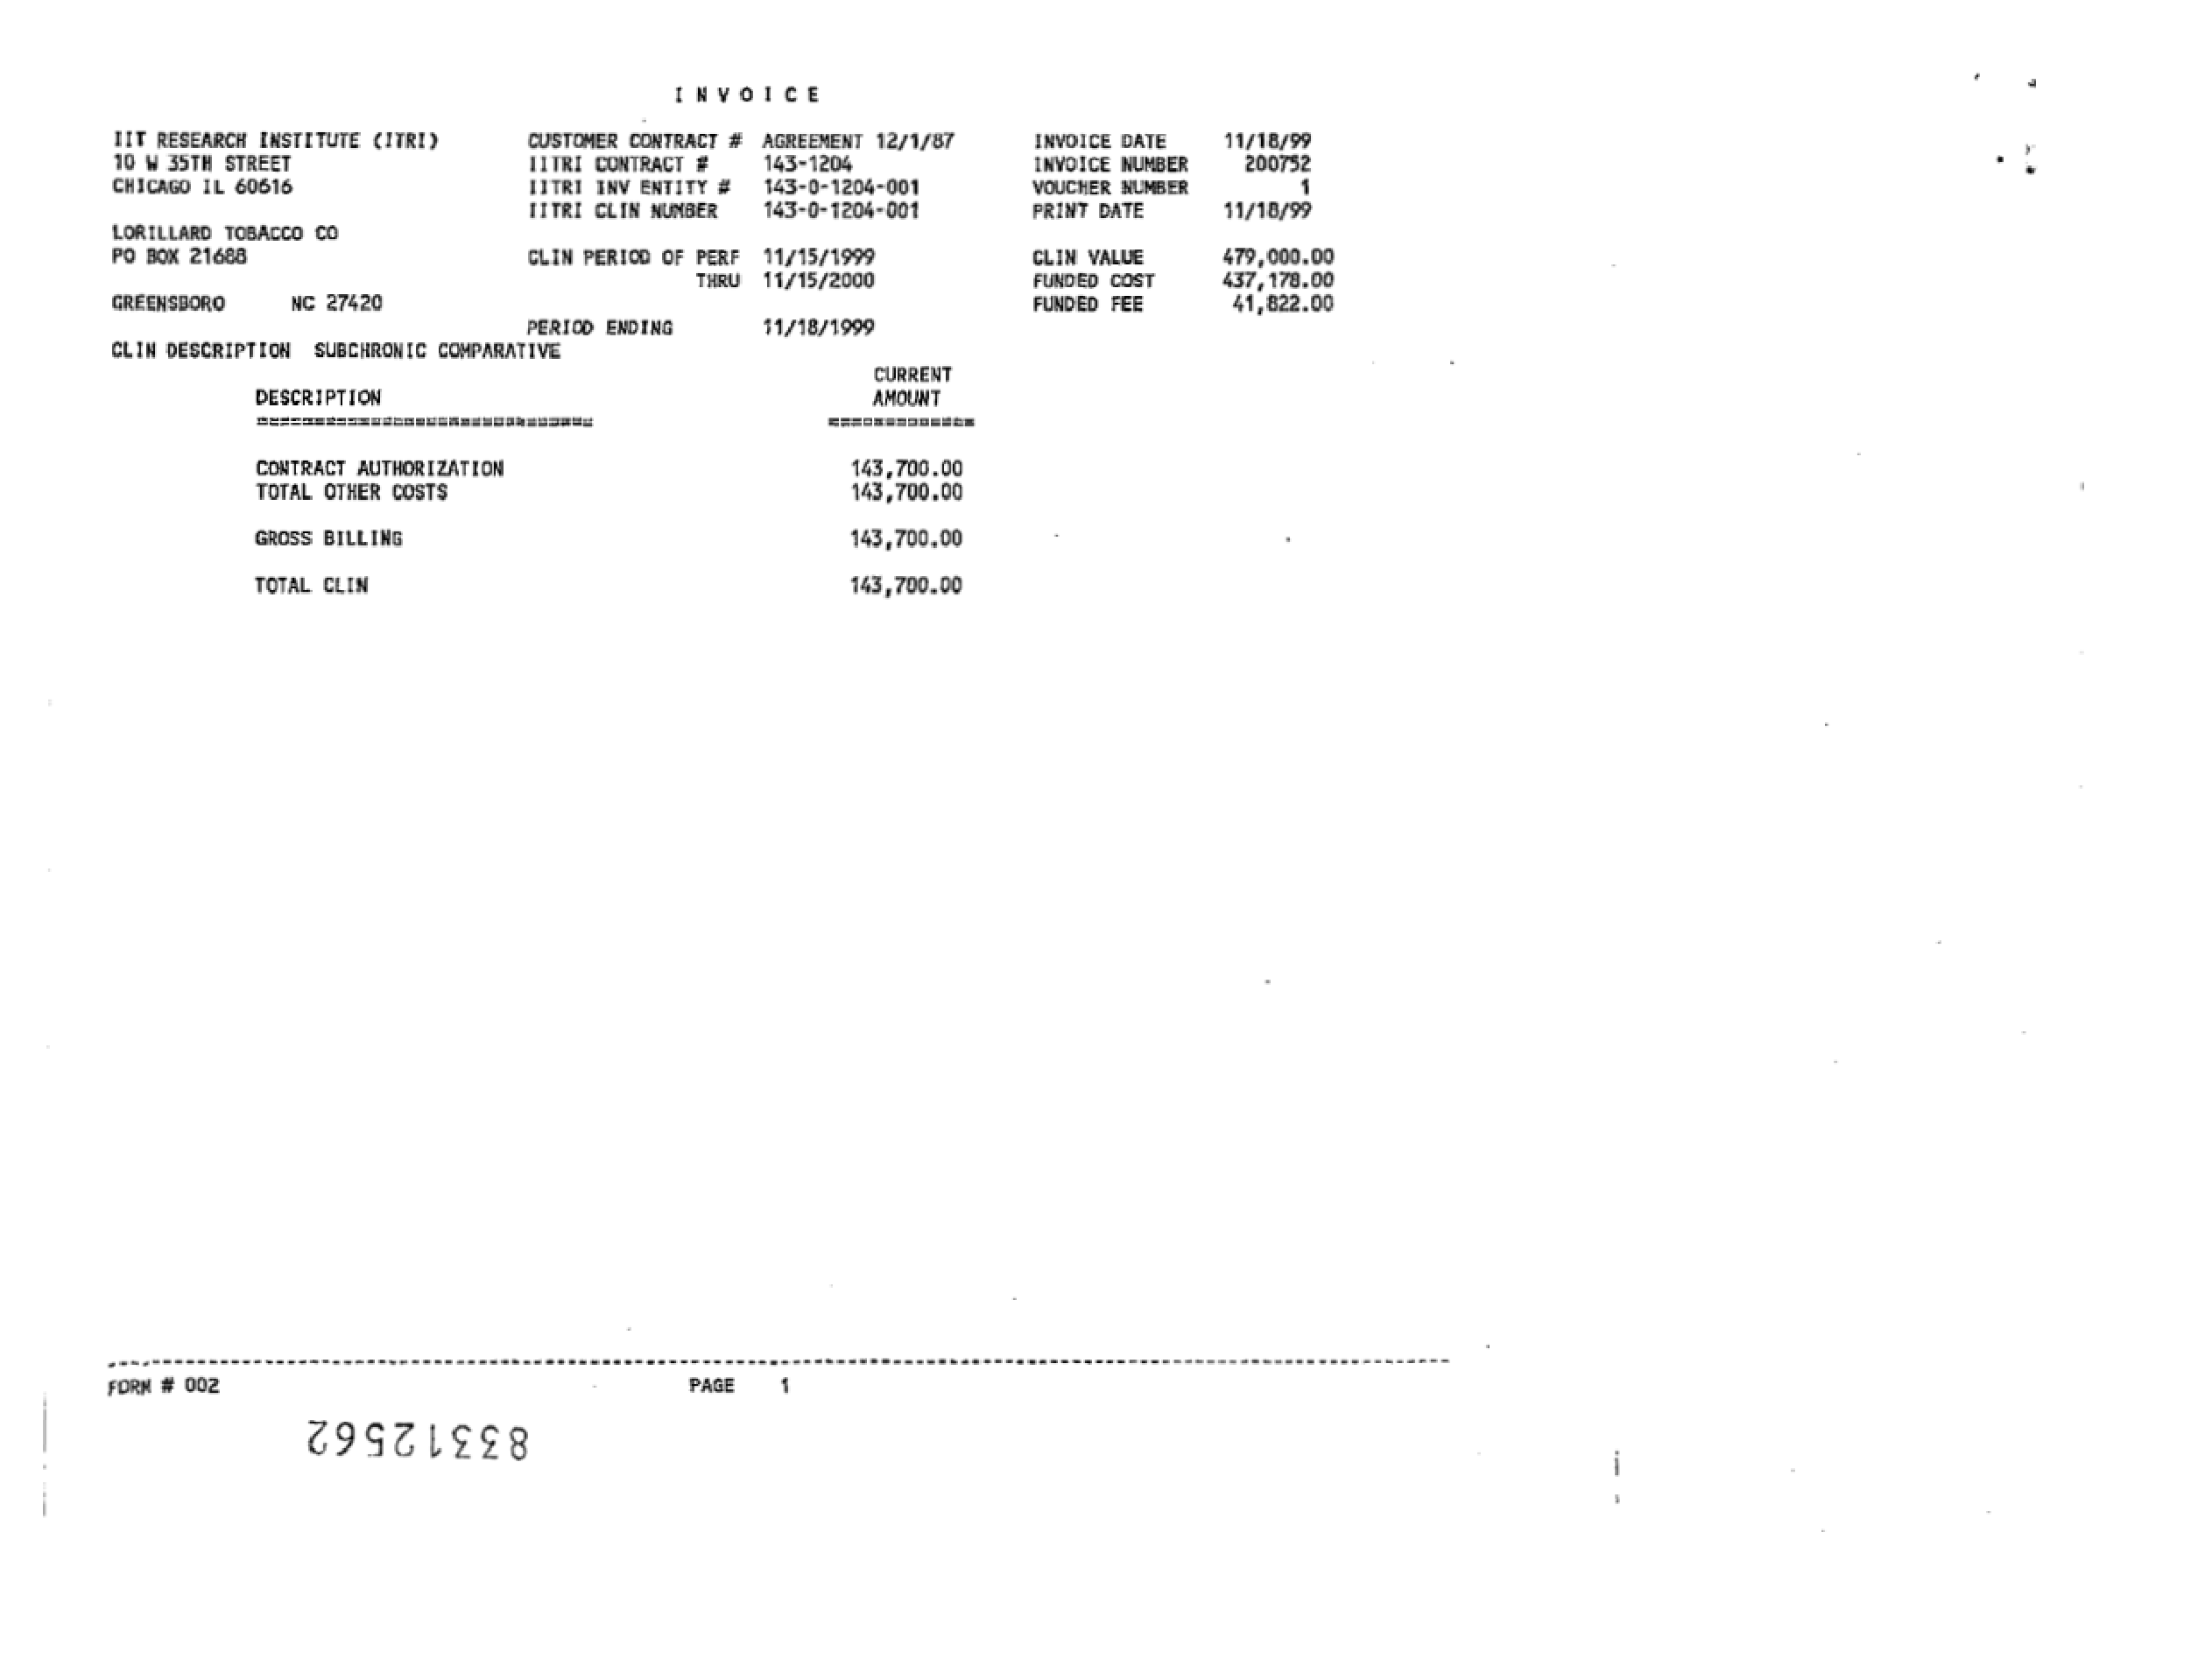 I N V O I C E
IIT RESEARCH INSTITUTE (ITRI) CUSTOMER CONTRACT # AGREEMENT 12/1/87 INVOICE DATE 11/18/99
10 W 35TH STREET IITRI CONTRACT # 143-1204 INVOICE NUMBER 200752
CHICAGO IL 60616 IITRI INV ENTITY # 143-0-1204-001 VOUCHER NUMBER 1
IITRI CLIN NUMBER 143-0-1204-001 PRINT DATE 11/18/99
LORILLARD TOBACCO CO
PO BOX 21688 CLIN PERIOD OF PERF 11/15/1999 CLIN VALUE 479,000.00
THRU 11/15/2000 FUNDED COST 437,178.00
GREENSBORO NC 27420 FUNDED FEE 41,822.00
PERIOD ENDING 11/18/1999
CLIN DESCRIPTION SUBCHRONIC COMPARATIVE
CURRENT
DESCRIPTION AMOUNT
CONTRACT AUTHORIZATION 143,700.00
TOTAL OTHER COSTS 143,700.00
GROSS BILLING 143,700.00
TOTAL CLIN 143,700.00
FORM # 002 PAGE 1
83312562